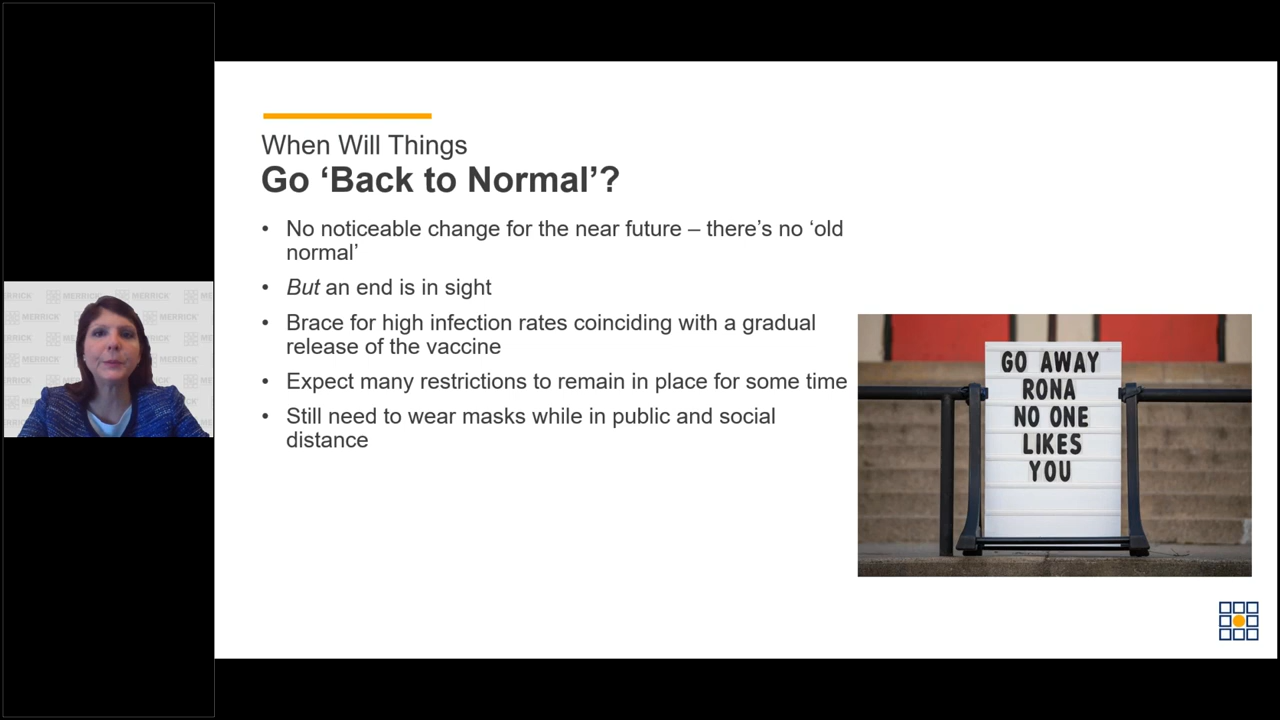 When Will Things
Go ‘Back to Normal’?
• No noticeable change for the near future – there’s no ‘old
normal’
• But an end is in sight
• Brace for high infection rates coinciding with a gradual
release of the vaccine
• Expect many restrictions to remain in place for some time
• Still need to wear masks while in public and social
distance
GO AWAY
RONA
NO ONE
LIKES
YOU
MERRICK
MERRICK
MERRICK